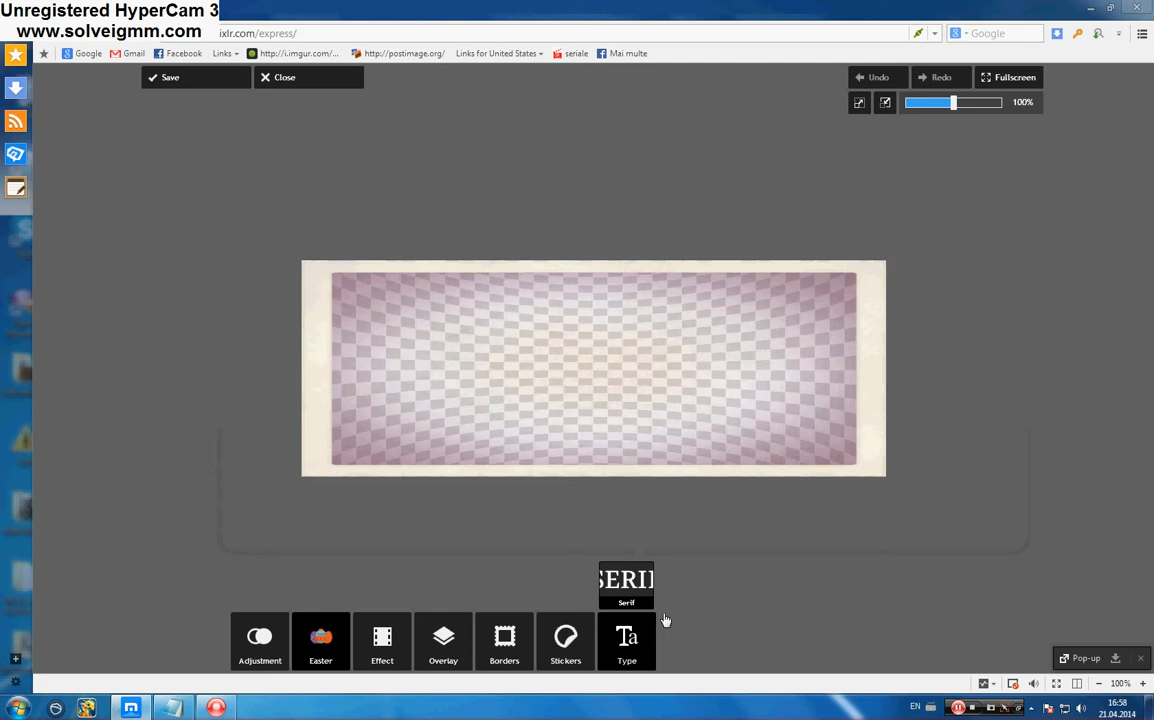 Unregistered HyperCam 3
www.solveigmm.com
ixlr.com/express/
Google
Google
Gmail
Facebook
Links
http://i.imgur.com/...
http://postimage.org/
Links for United States
seriale
Mai multe
Save
Close
Undo
Redo
Fullscreen
100%
SERIF
Serif
Adjustment
Easter
Effect
Overlay
Borders
Stickers
Ta
Type
Pop-up
100%
EN
16:58
21.04.2014